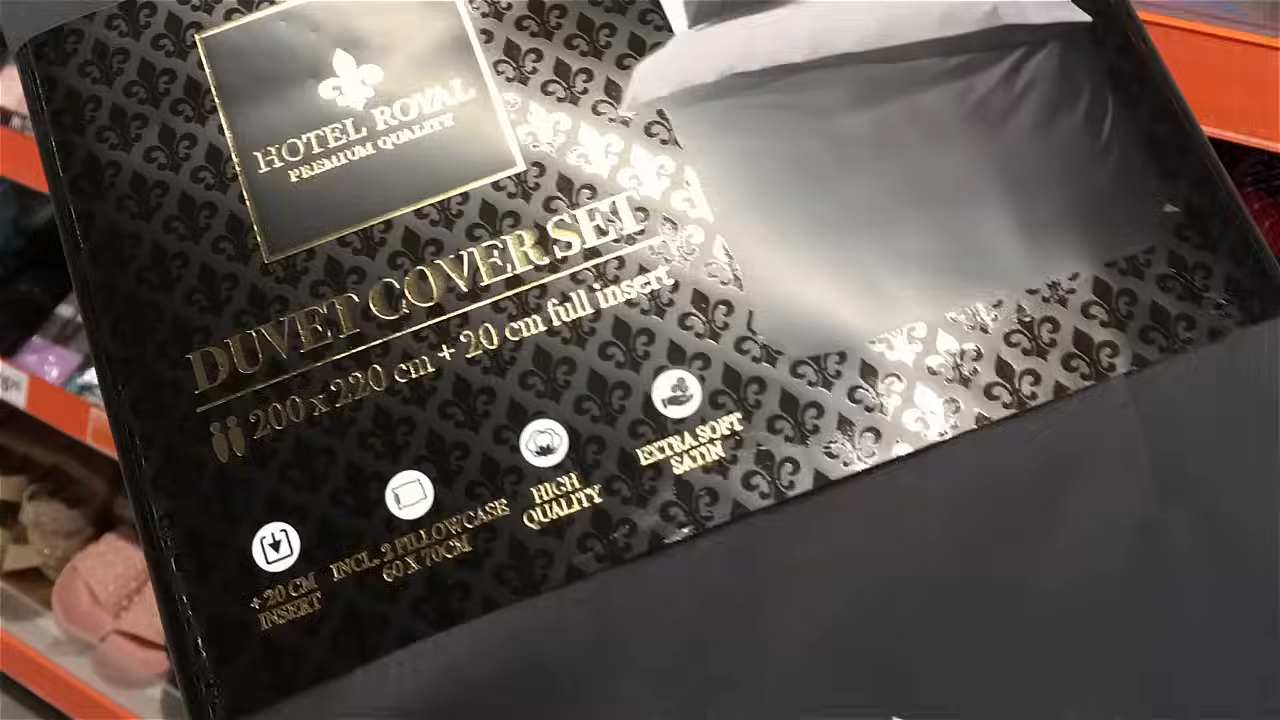 HOTEL ROYAL
PREMIUM QUALITY
DUVET COVER SET
200 x 220 cm + 20 cm full insert
+ 20 CM
INSERT
INCL. 2 PILLOWCASE
60 X 70CM
HIGH
QUALITY
EXTRA SOFT
SATIN